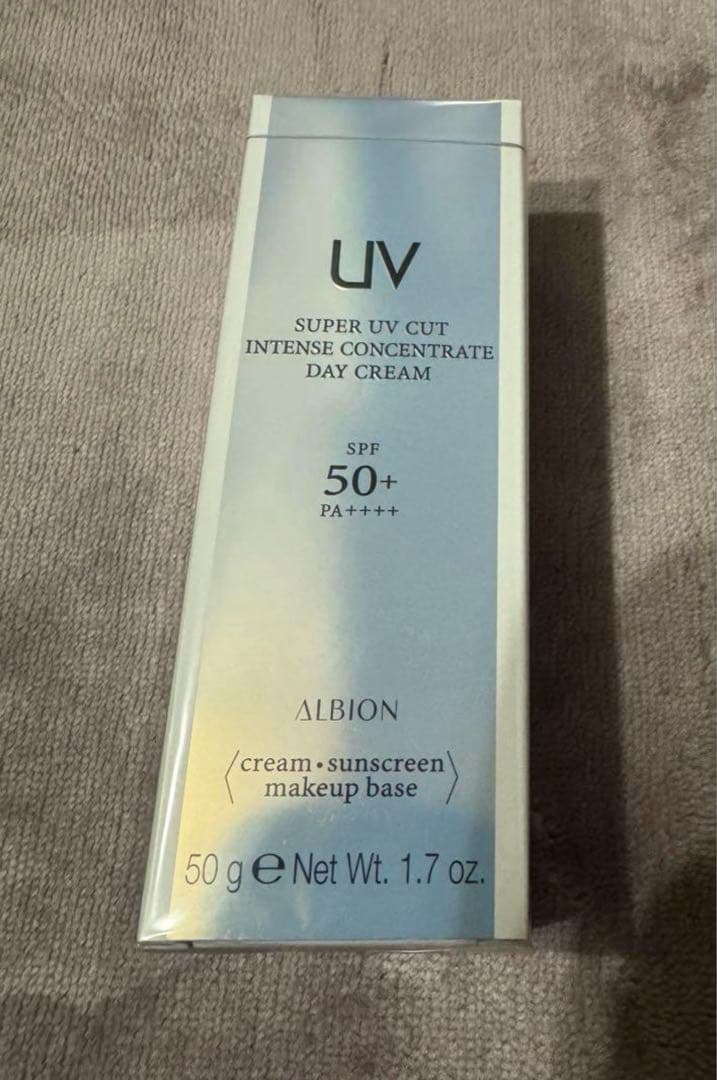 UV
SUPER UV CUT
INTENSE CONCENTRATE
DAY CREAM
SPF
50+
PA++++
ALBION
〈cream・sunscreen
makeup base〉
50 g ℮ Net Wt. 1.7 oz.